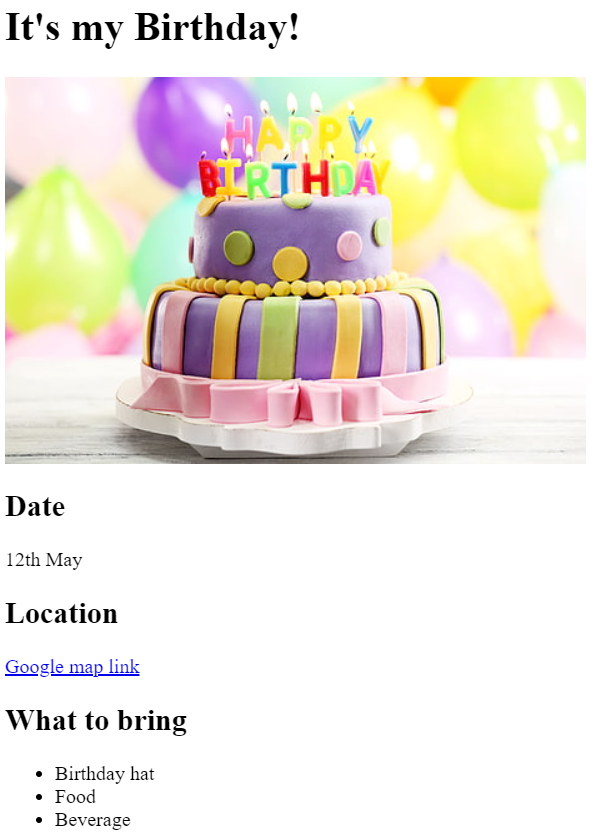 It's my Birthday!
HAPPY
BIRTHDAY
Date
12th May
Location
Google map link
What to bring
Birthday hat
Food
Beverage